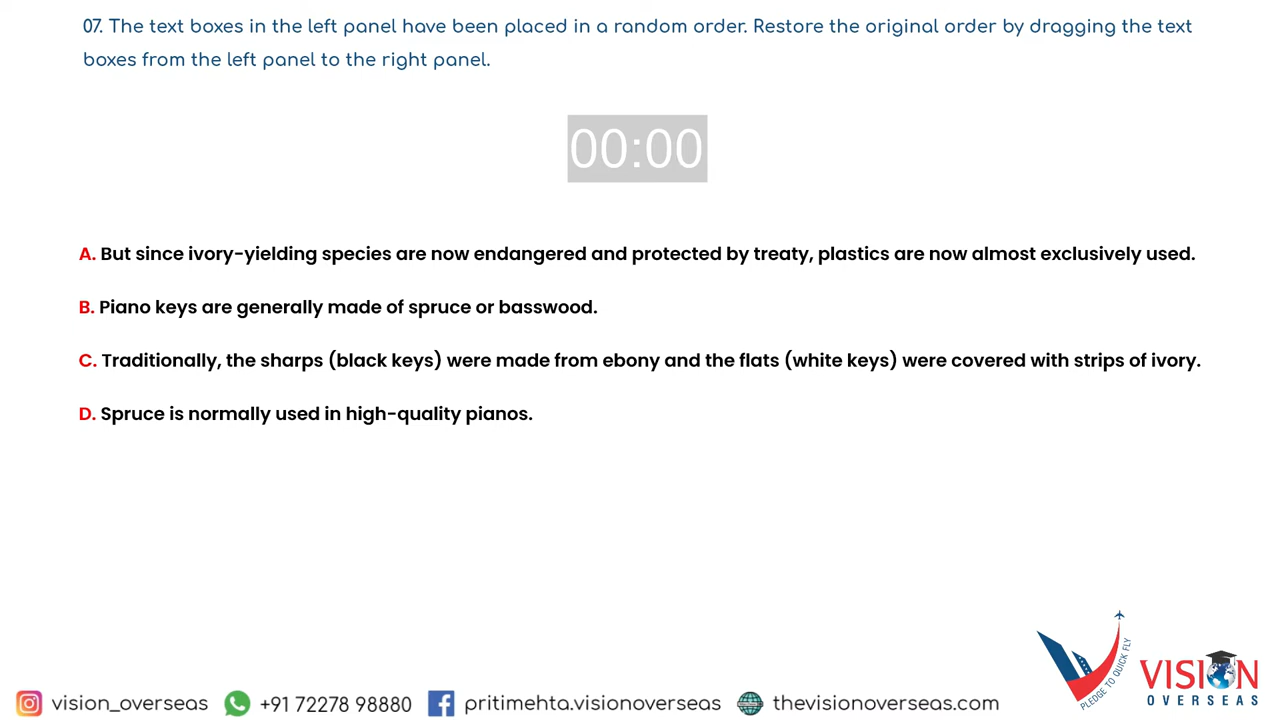 07. The text boxes in the left panel have been placed in a random order. Restore the original order by dragging the text
boxes from the left panel to the right panel.
00:00
A. But since ivory-yielding species are now endangered and protected by treaty, plastics are now almost exclusively used.
B. Piano keys are generally made of spruce or basswood.
C. Traditionally, the sharps (black keys) were made from ebony and the flats (white keys) were covered with strips of ivory.
D. Spruce is normally used in high-quality pianos.
PLEDGE TO QUICK FLY
VISION
OVERSEAS
vision_overseas
+91 72278 98880
pritimehta.visionoverseas
thevisionoverseas.com